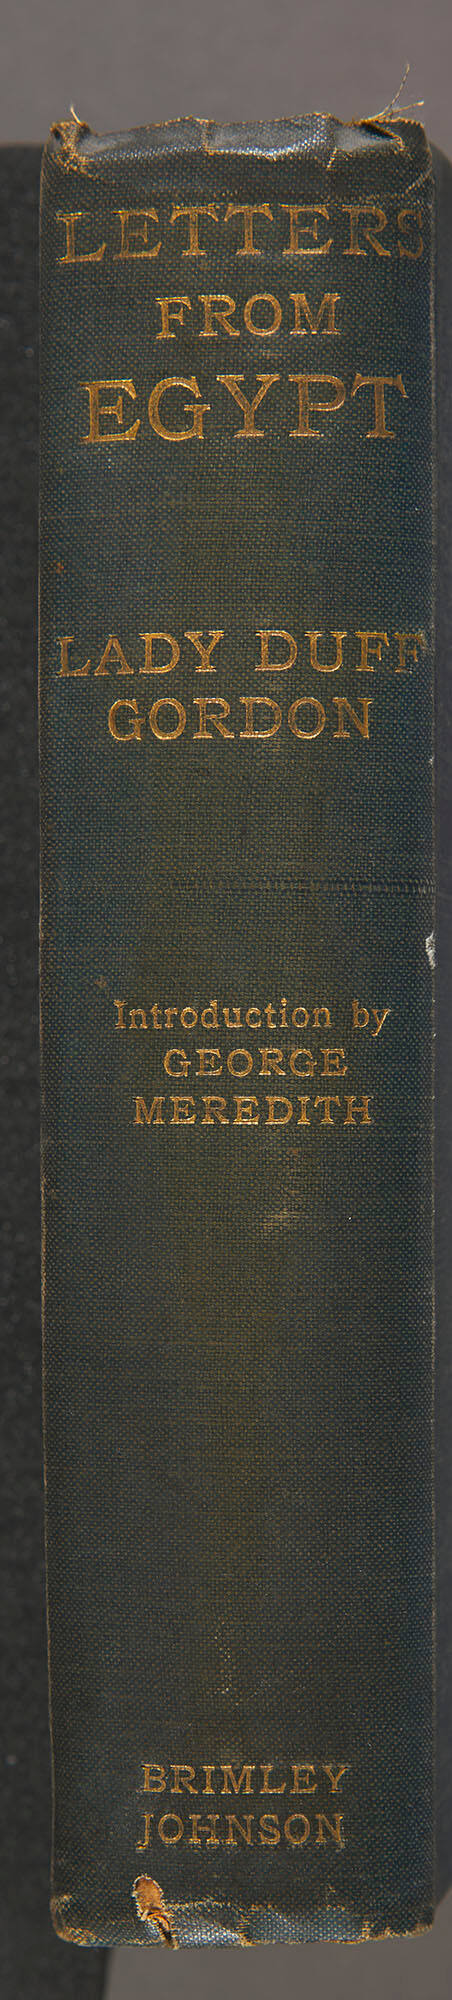 LETTERS
FROM
EGYPT
LADY DUFF
GORDON
Introduction by
GEORGE
MEREDITH
BRIMLEY
JOHNSON